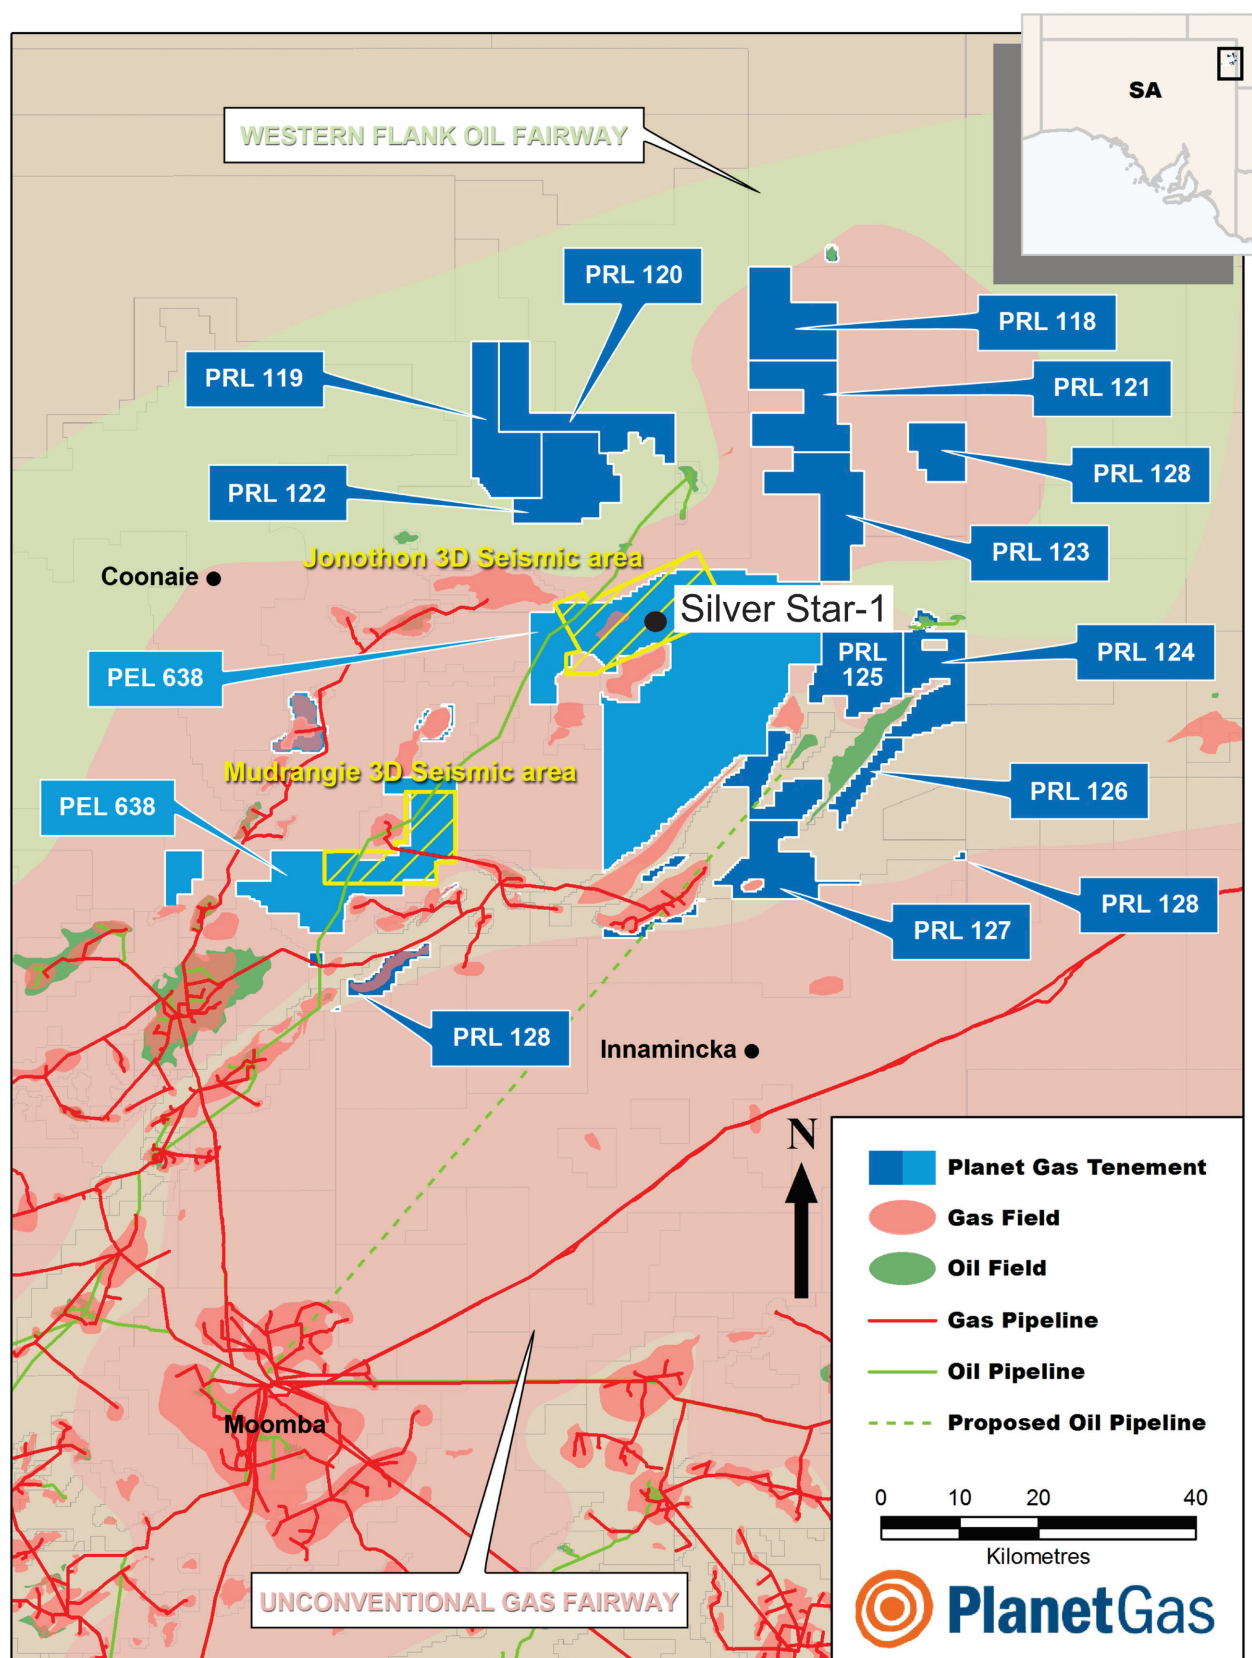 SA
WESTERN FLANK OIL FAIRWAY
PRL 120
PRL 118
PRL 119
PRL 121
PRL 128
PRL 122
PRL 123
Jonothon 3D Seismic area
Coonaie
Silver Star-1
PEL 638
PRL
125
PRL 124
Mudrangie 3D Seismic area
PEL 638
PRL 126
PRL 128
PRL 127
PRL 128
Innamincka
N
Planet Gas Tenement
Gas Field
Oil Field
Gas Pipeline
Oil Pipeline
Proposed Oil Pipeline
Moomba
0 10 20 40
Kilometres
UNCONVENTIONAL GAS FAIRWAY
PlanetGas